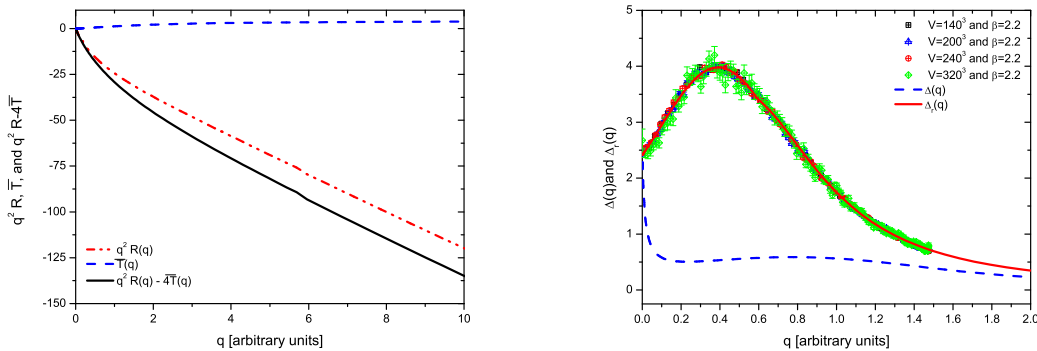 0
-25
-50
-75
-100
-125
-150
0
2
4
6
8
10
q² R, T̅, and q² R-4T̅
q [arbitrary units]
q² R(q)
T̅(q)
q² R(q) - 4T̅(q)
5
4
3
2
1
0
0.0
0.2
0.4
0.6
0.8
1.0
1.2
1.4
1.6
1.8
2.0
Δ(q)and Δᵣ(q)
q [arbitrary units]
V=140³ and β=2.2
V=200³ and β=2.2
V=240³ and β=2.2
V=320³ and β=2.2
Δ(q)
Δᵣ(q)